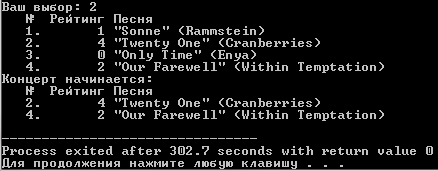 Ваш выбор: 2
№ Рейтинг Песня
1. 1 "Sonne" (Rammstein)
2. 4 "Twenty One" (Cranberries)
3. 0 "Only Time" (Enya)
4. 2 "Our Farewell" (Within Temptation)
Концерт начинается:
№ Рейтинг Песня
2. 4 "Twenty One" (Cranberries)
4. 2 "Our Farewell" (Within Temptation)
--------------------------------
Process exited after 302.7 seconds with return value 0
Для продолжения нажмите любую клавишу . . .